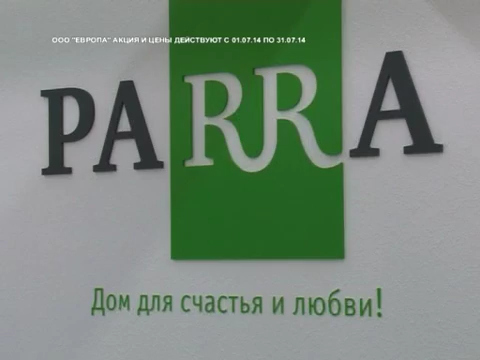 ООО "ЕВРОПА" АКЦИЯ И ЦЕНЫ ДЕЙСТВУЮТ С 01.07.14 ПО 31.07.14
PARRA
Дом для счастья и любви!